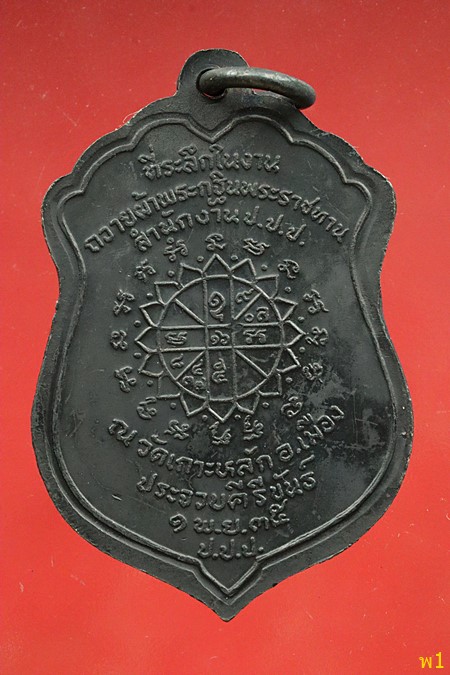 ที่ระลึกในงาน
ถวายผ้าพระกฐินพระราชทาน
สำนักงาน ป.ป.ป.
ณ วัดเกาะหลัก อ.เมือง
ประจวบคีรีขันธ์
๑ พ.ย. ๓๕
ป.ป.ป.
พ1